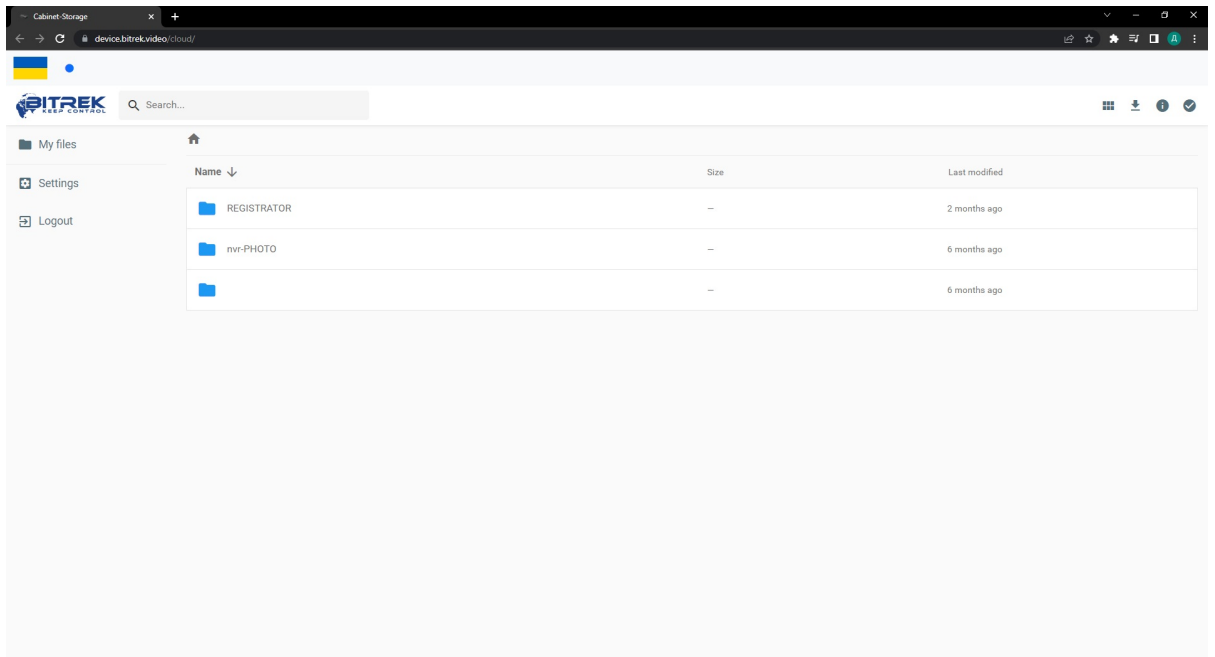 Cabinet-Storage
device.bitrek.video/cloud/
Д
BITREK
KEEP CONTROL
Search...
My files
Settings
Logout
Name Size Last modified
REGISTRATOR – 2 months ago
nvr-PHOTO – 6 months ago
– 6 months ago